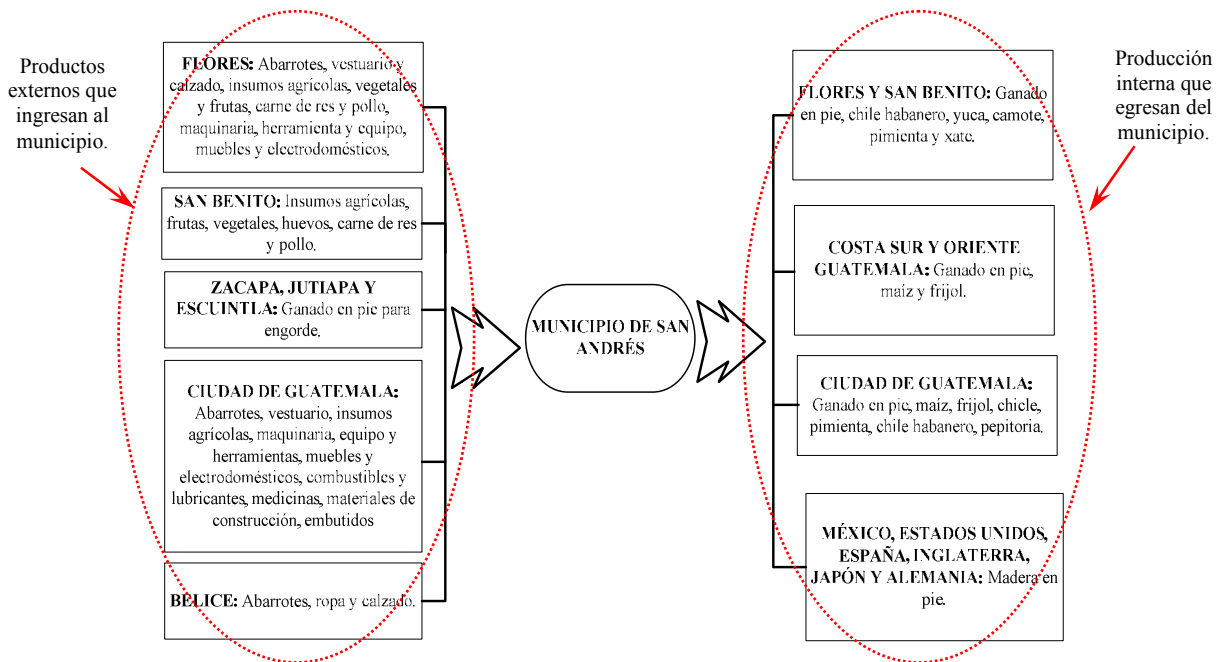 Productos
externos que
ingresan al
municipio.
FLORES: Abarrotes, vestuario y
calzado, insumos agrícolas, vegetales
y frutas, carne de res y pollo,
maquinaria, herramienta y equipo,
muebles y electrodomésticos.
SAN BENITO: Insumos agrícolas,
frutas, vegetales, huevos, carne de res
y pollo.
ZACAPA, JUTIAPA Y
ESCUINTLA: Ganado en pie para
engorde.
CIUDAD DE GUATEMALA:
Abarrotes, vestuario, insumos
agrícolas, maquinaria, equipo y
herramientas, muebles y
electrodomésticos, combustibles y
lubricantes, medicinas, materiales de
construcción, embutidos
BELICE: Abarrotes, ropa y calzado.
MUNICIPIO DE SAN
ANDRÉS
FLORES Y SAN BENITO: Ganado
en pie, chile habanero, yuca, camote,
pimienta y xate.
COSTA SUR Y ORIENTE
GUATEMALA: Ganado en pie,
maíz y frijol.
CIUDAD DE GUATEMALA:
Ganado en pie, maíz, frijol, chicle,
pimienta, chile habanero, pepitoria.
MÉXICO, ESTADOS UNIDOS,
ESPAÑA, INGLATERRA,
JAPÓN Y ALEMANIA: Madera en
pie.
Producción
interna que
egresan del
municipio.